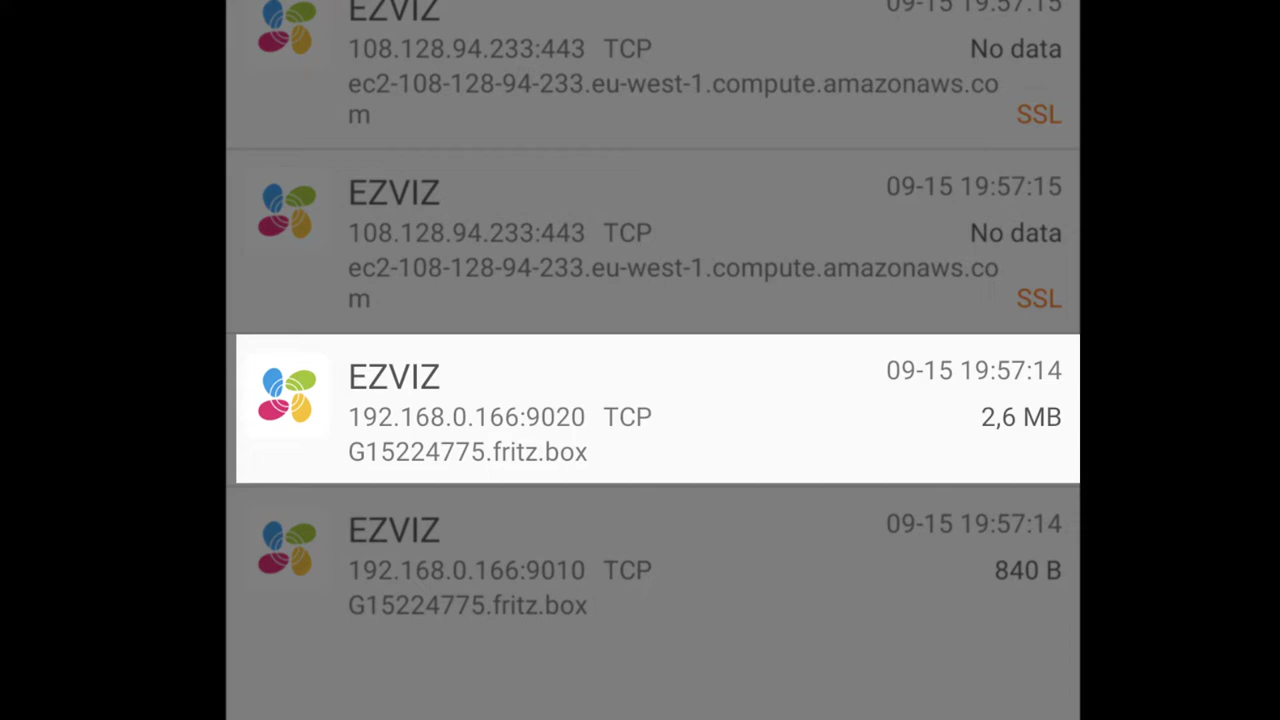 EZVIZ
09-15 19:57:15
108.128.94.233:443 TCP
No data
ec2-108-128-94-233.eu-west-1.compute.amazonaws.co
m
SSL
EZVIZ
09-15 19:57:15
108.128.94.233:443 TCP
No data
ec2-108-128-94-233.eu-west-1.compute.amazonaws.co
m
SSL
EZVIZ
09-15 19:57:14
192.168.0.166:9020 TCP
2,6 MB
G15224775.fritz.box
EZVIZ
09-15 19:57:14
192.168.0.166:9010 TCP
840 B
G15224775.fritz.box